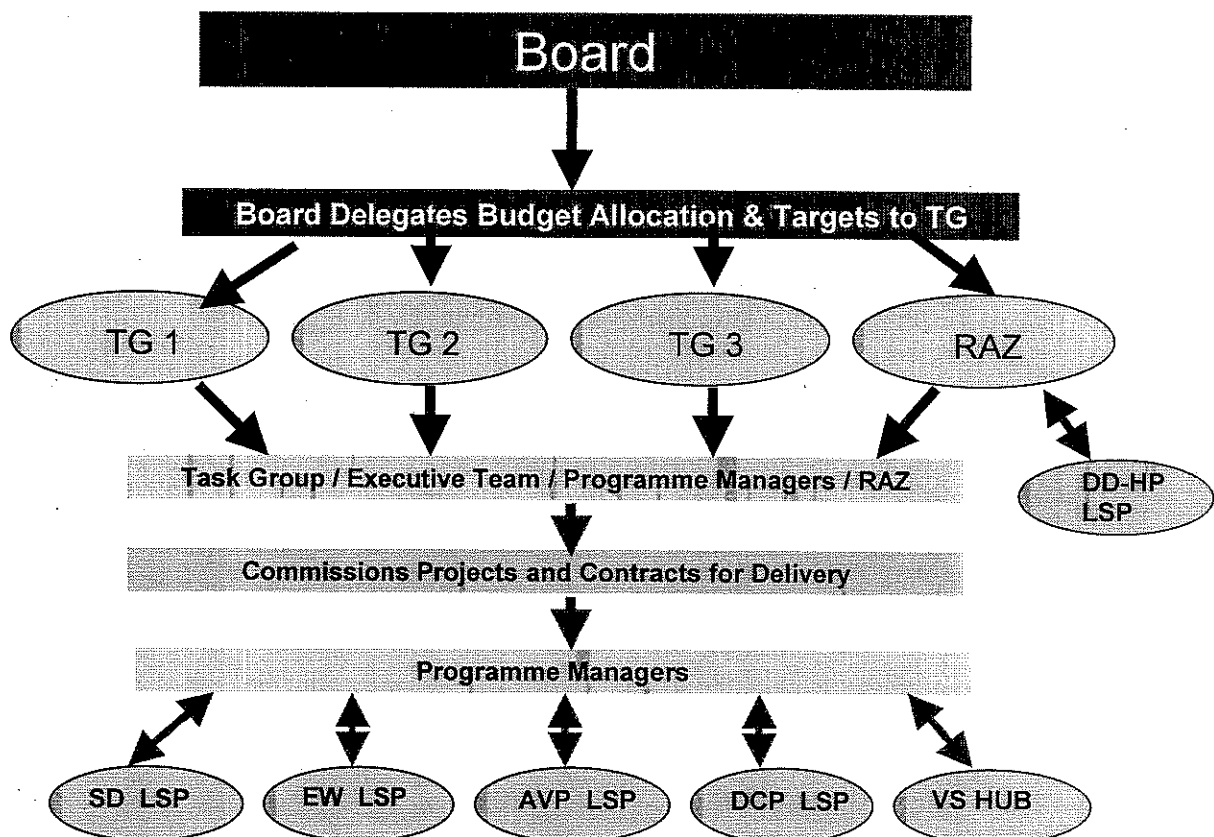 Board
Board Delegates Budget Allocation & Targets to TG
TG 1
TG 2
TG 3
RAZ
Task Group / Executive Team / Programme Managers / RAZ
DD-HP
LSP
Commissions Projects and Contracts for Delivery
Programme Managers
SD LSP
EW LSP
AVP LSP
DCP LSP
VS HUB